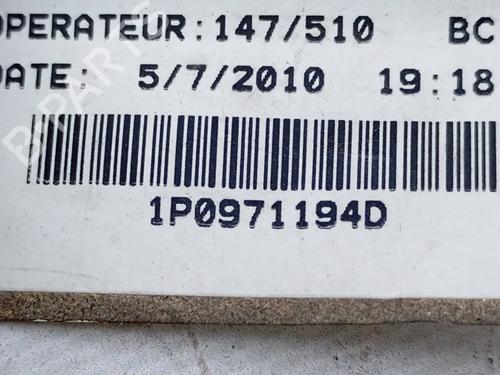 OPERATEUR:147/510 BC
DATE: 5/7/2010 19:18
1P0971194D